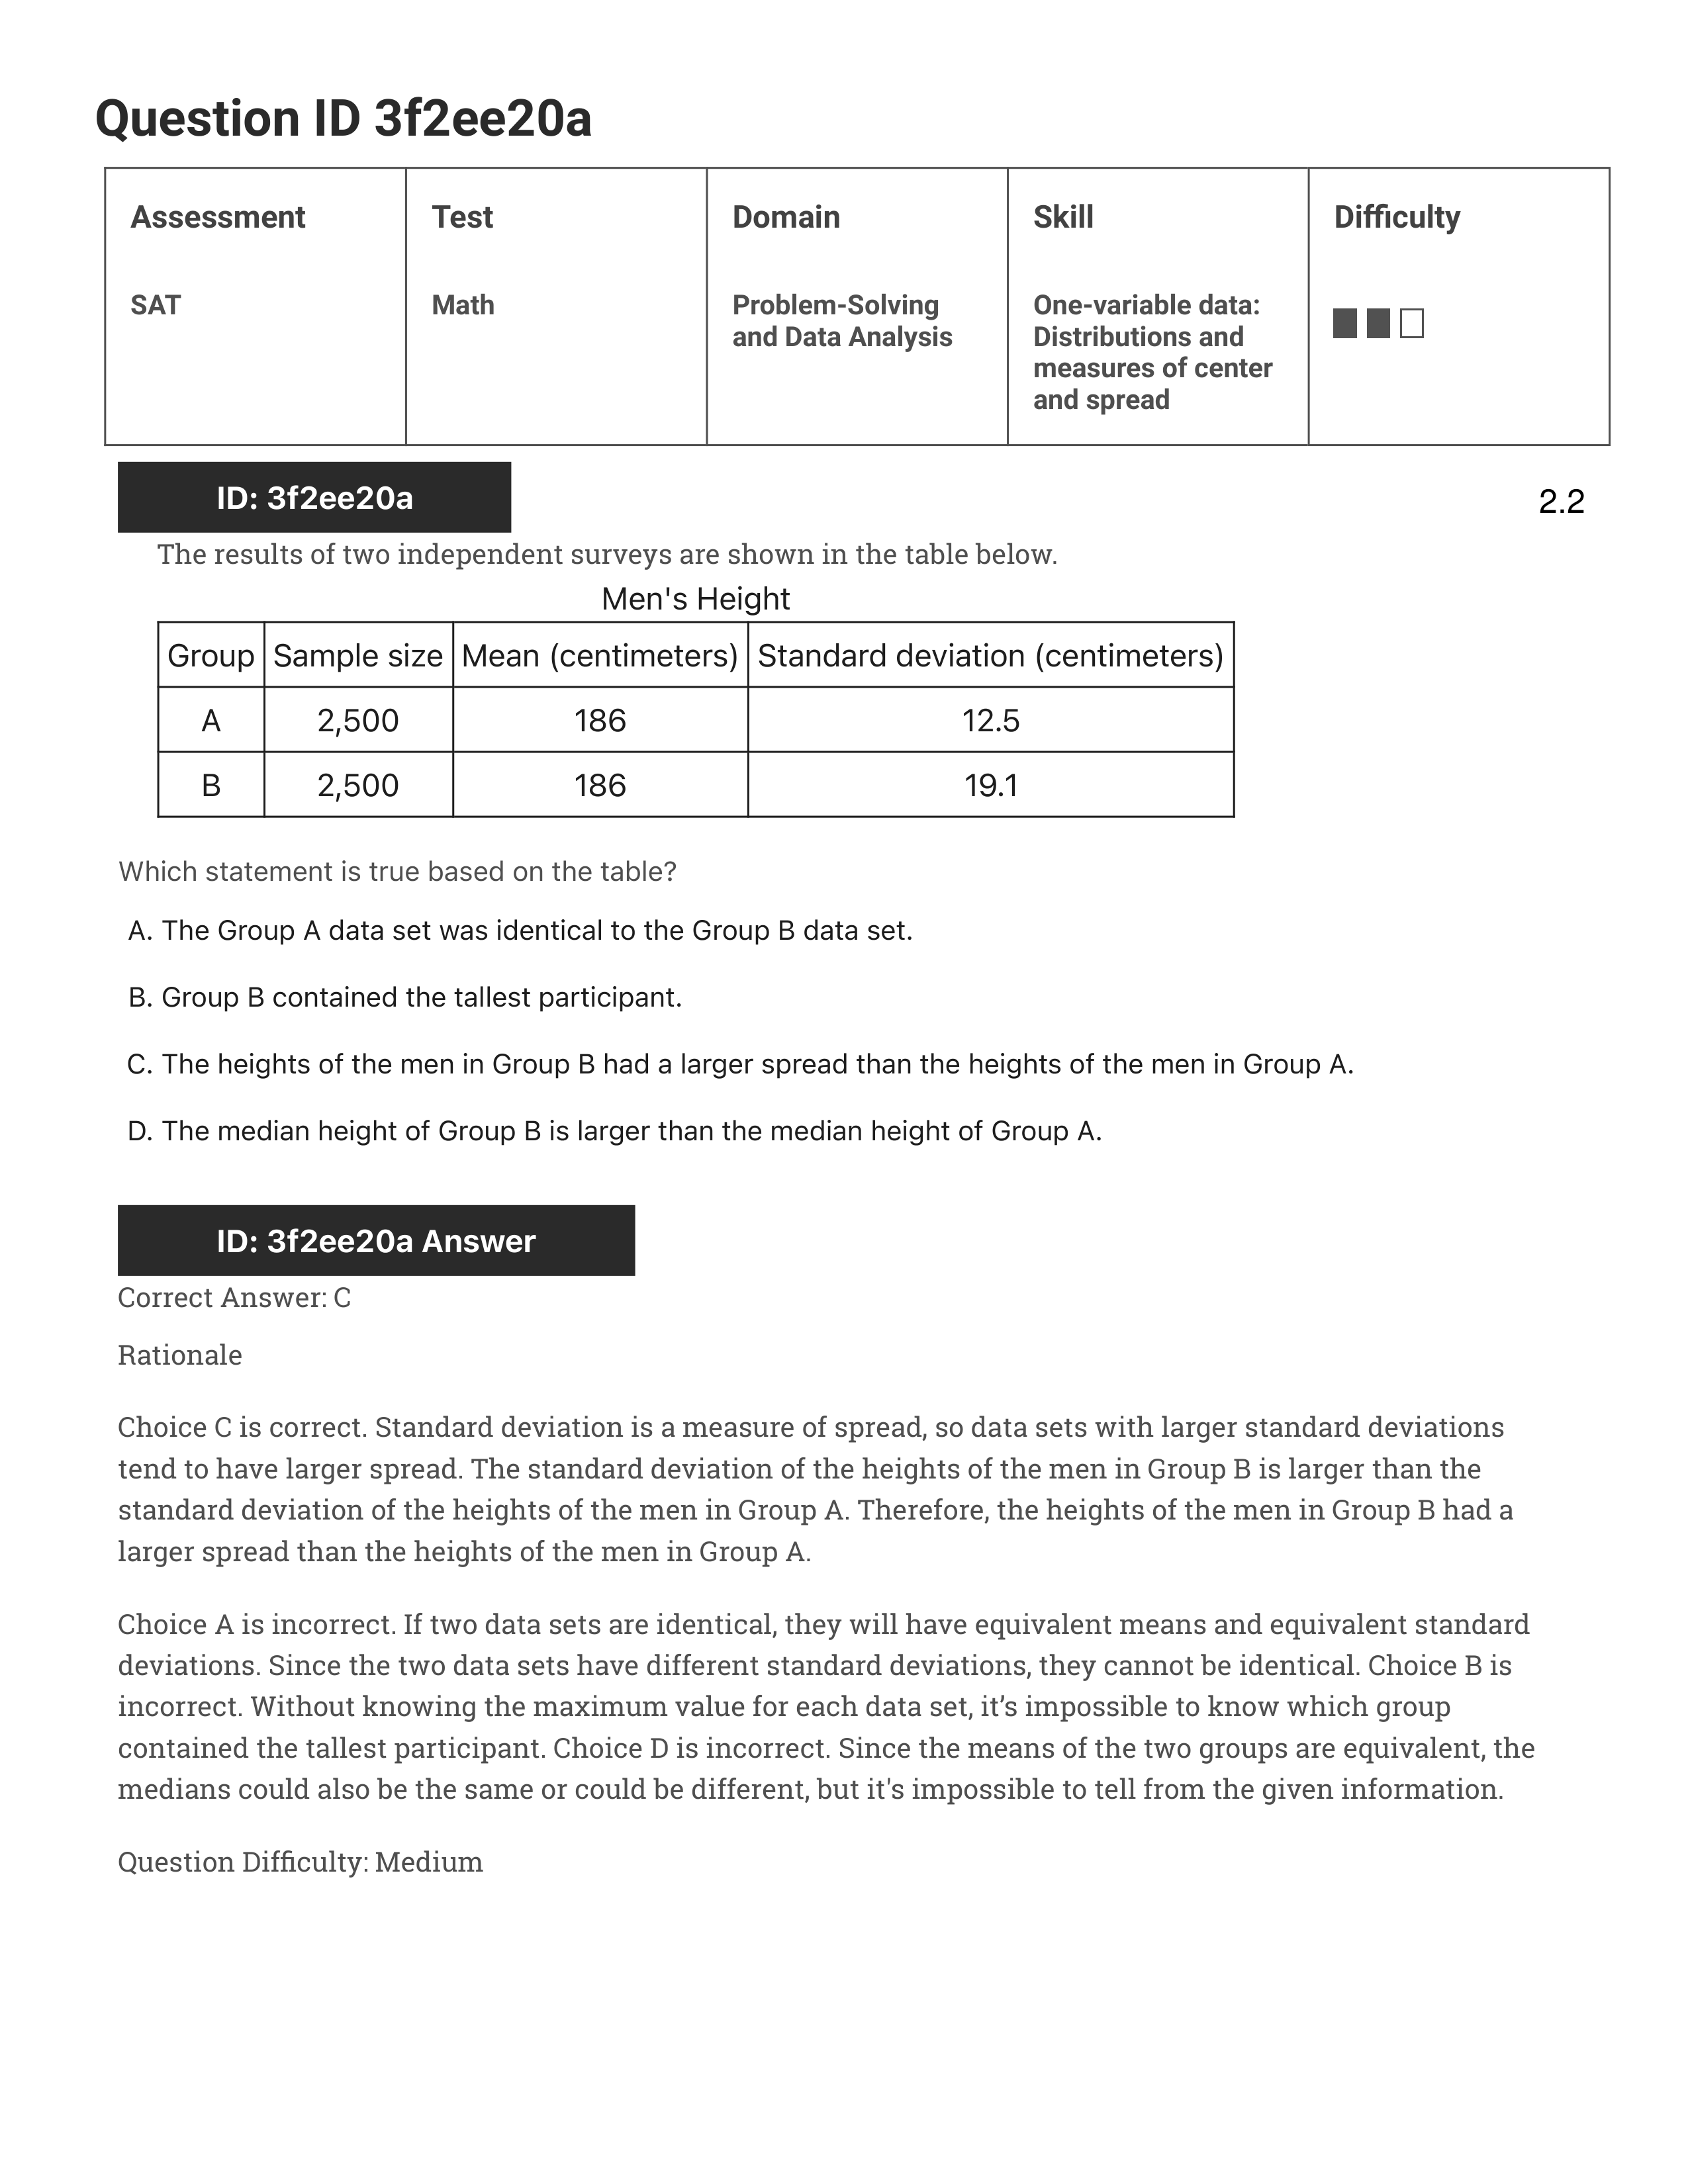 Question ID 3f2ee20a
Assessment
Test
Domain
Skill
Difficulty
SAT
Math
Problem-Solving
and Data Analysis
One-variable data:
Distributions and
measures of center
and spread
ID: 3f2ee20a
2.2
The results of two independent surveys are shown in the table below.
Men's Height
Group Sample size Mean (centimeters) Standard deviation (centimeters)
A 2,500 186 12.5
B 2,500 186 19.1
Which statement is true based on the table?
A. The Group A data set was identical to the Group B data set.
B. Group B contained the tallest participant.
C. The heights of the men in Group B had a larger spread than the heights of the men in Group A.
D. The median height of Group B is larger than the median height of Group A.
ID: 3f2ee20a Answer
Correct Answer: C
Rationale
Choice C is correct. Standard deviation is a measure of spread, so data sets with larger standard deviations
tend to have larger spread. The standard deviation of the heights of the men in Group B is larger than the
standard deviation of the heights of the men in Group A. Therefore, the heights of the men in Group B had a
larger spread than the heights of the men in Group A.
Choice A is incorrect. If two data sets are identical, they will have equivalent means and equivalent standard
deviations. Since the two data sets have different standard deviations, they cannot be identical. Choice B is
incorrect. Without knowing the maximum value for each data set, it’s impossible to know which group
contained the tallest participant. Choice D is incorrect. Since the means of the two groups are equivalent, the
medians could also be the same or could be different, but it's impossible to tell from the given information.
Question Difficulty: Medium